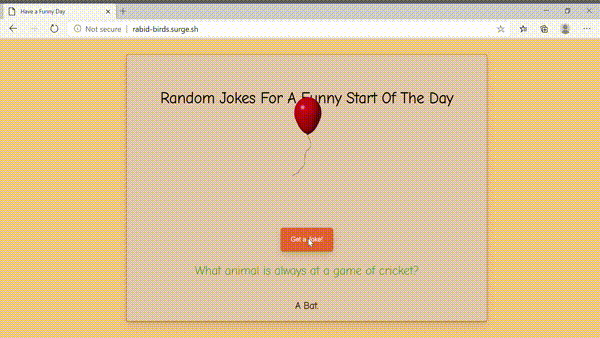 Have a Funny Day
Not secure
rabid-birds.surge.sh
Random Jokes For A Funny Start Of The Day
Get a Joke!
What animal is always at a game of cricket?
A Bat.